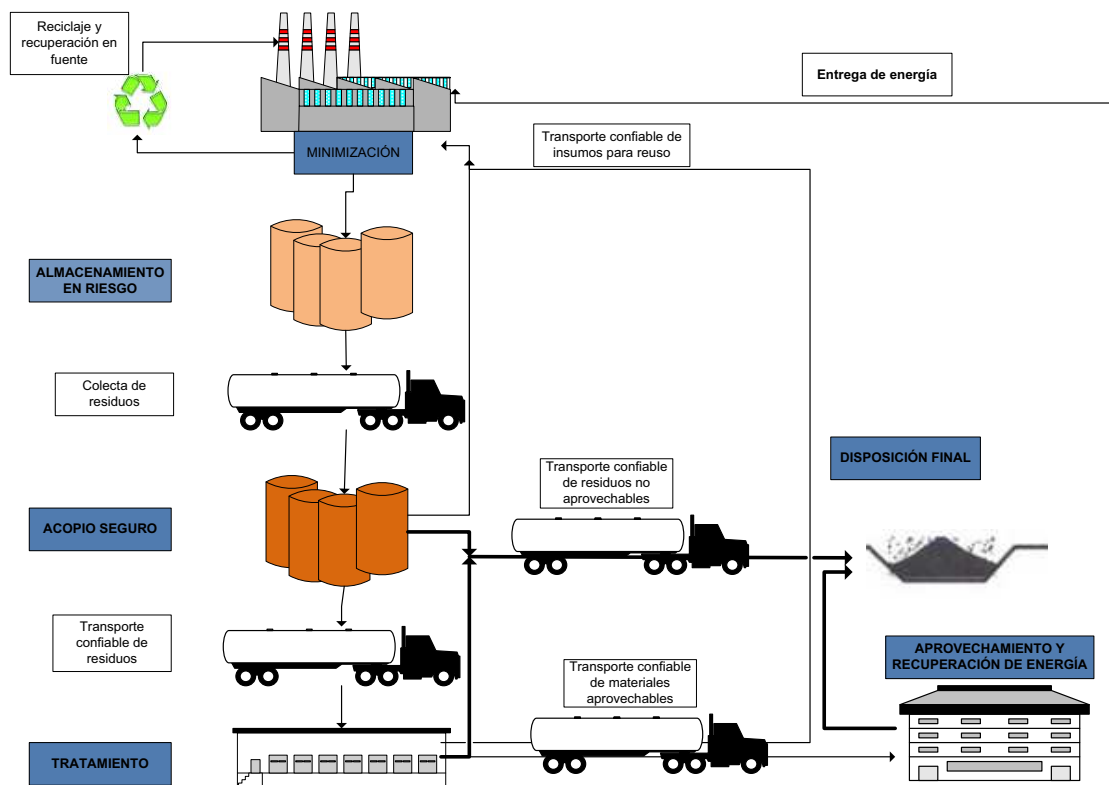 Reciclaje y
recuperación en
fuente
Entrega de energía
Transporte confiable de
insumos para reuso
MINIMIZACIÓN
ALMACENAMIENTO
EN RIESGO
Colecta de
residuos
Transporte confiable
de residuos no
aprovechables
DISPOSICIÓN FINAL
ACOPIO SEGURO
Transporte
confiable de
residuos
Transporte confiable
de materiales
aprovechables
APROVECHAMIENTO Y
RECUPERACIÓN DE ENERGÍA
TRATAMIENTO